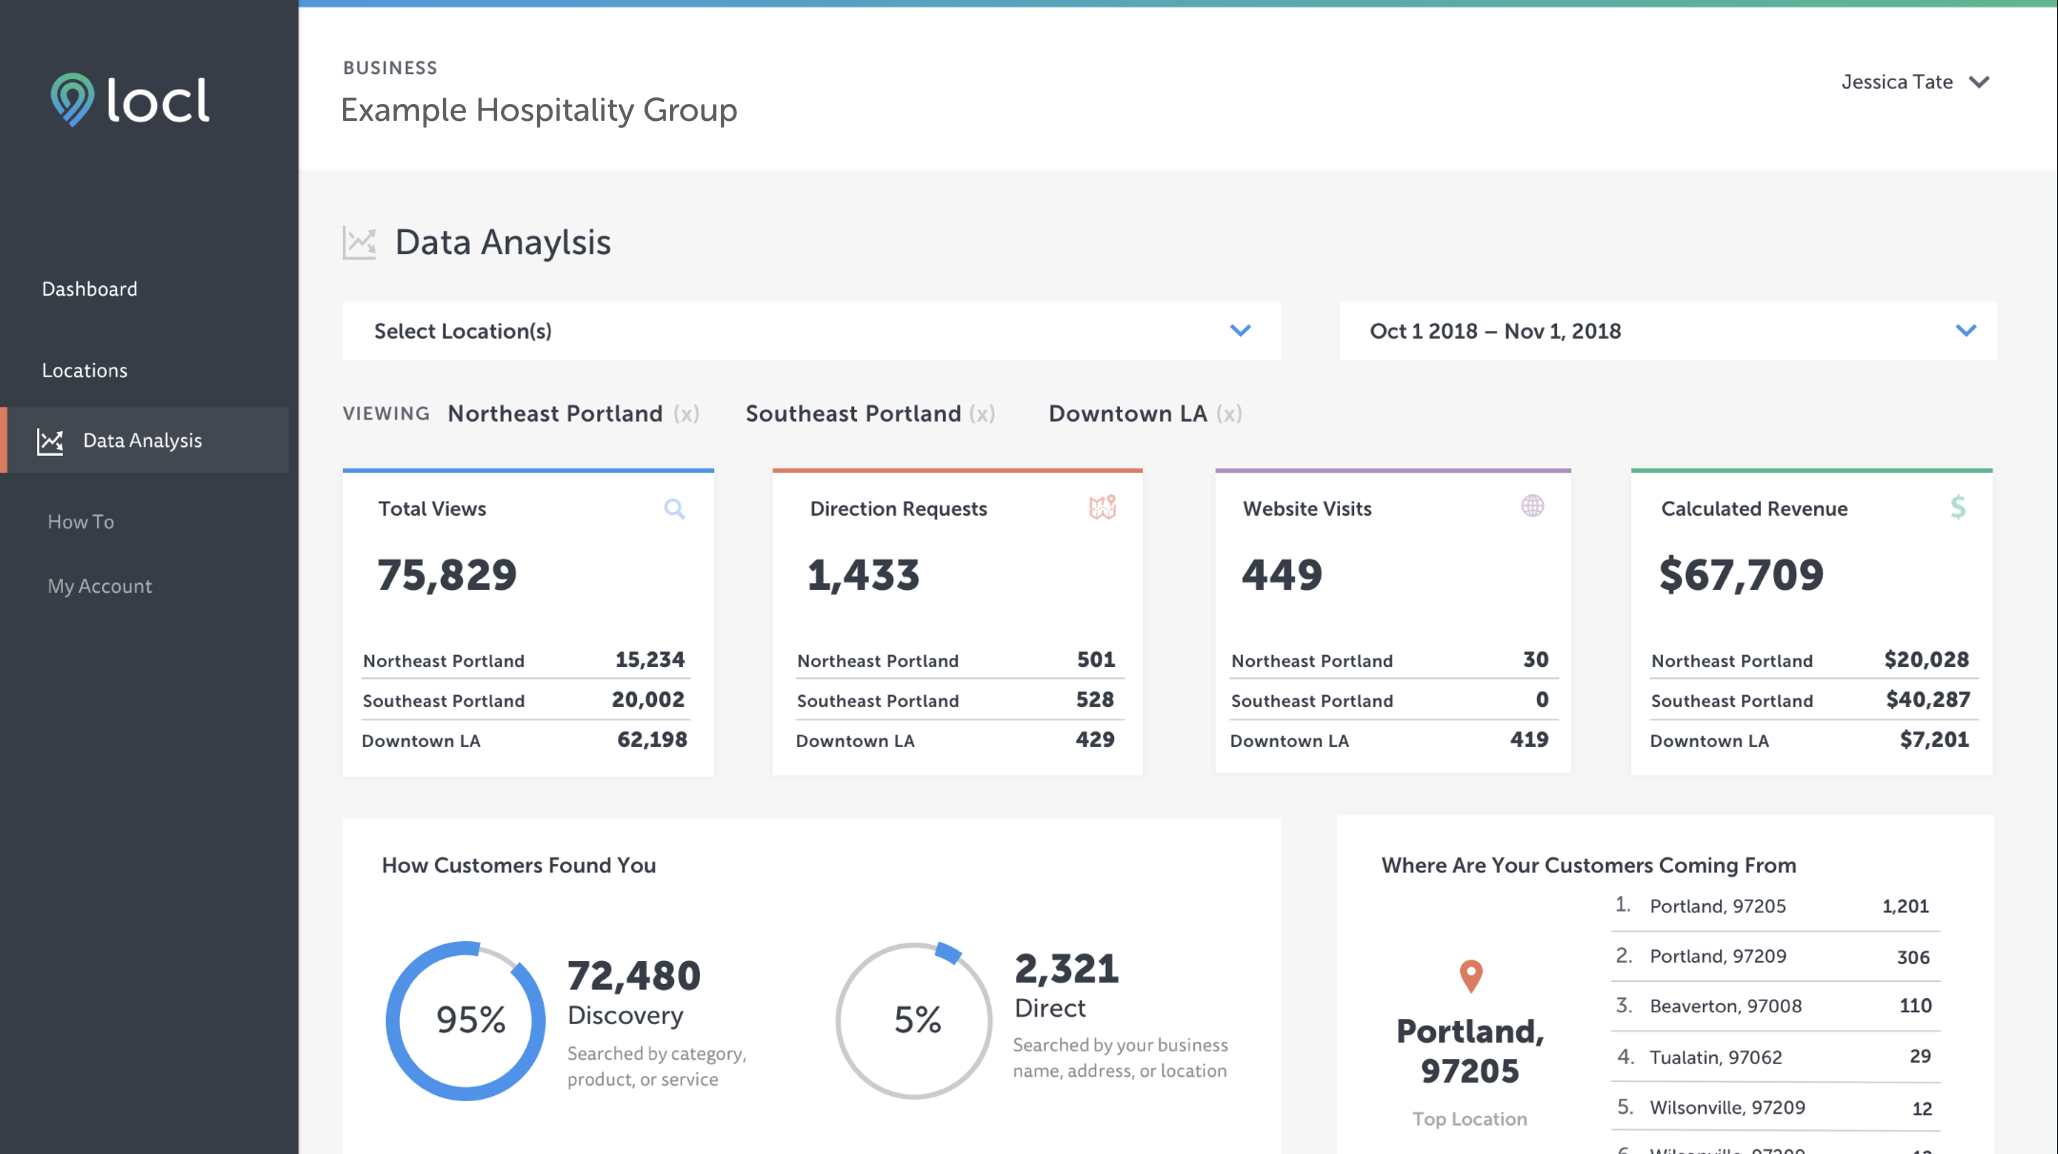 locl
Dashboard
Locations
Data Analysis
How To
My Account
BUSINESS
Example Hospitality Group
Jessica Tate
Data Anaylsis
Select Location(s)
Oct 1 2018 – Nov 1, 2018
VIEWING Northeast Portland (x) Southeast Portland (x) Downtown LA (x)
Total Views
75,829
Northeast Portland 15,234
Southeast Portland 20,002
Downtown LA 62,198
Direction Requests
1,433
Northeast Portland 501
Southeast Portland 528
Downtown LA 429
Website Visits
449
Northeast Portland 30
Southeast Portland 0
Downtown LA 419
Calculated Revenue
$
$67,709
Northeast Portland $20,028
Southeast Portland $40,287
Downtown LA $7,201
How Customers Found You
95%
72,480
Discovery
Searched by category,
product, or service
5%
2,321
Direct
Searched by your business
name, address, or location
Where Are Your Customers Coming From
Portland,
97205
Top Location
1. Portland, 97205 1,201
2. Portland, 97209 306
3. Beaverton, 97008 110
4. Tualatin, 97062 29
5. Wilsonville, 97209 12